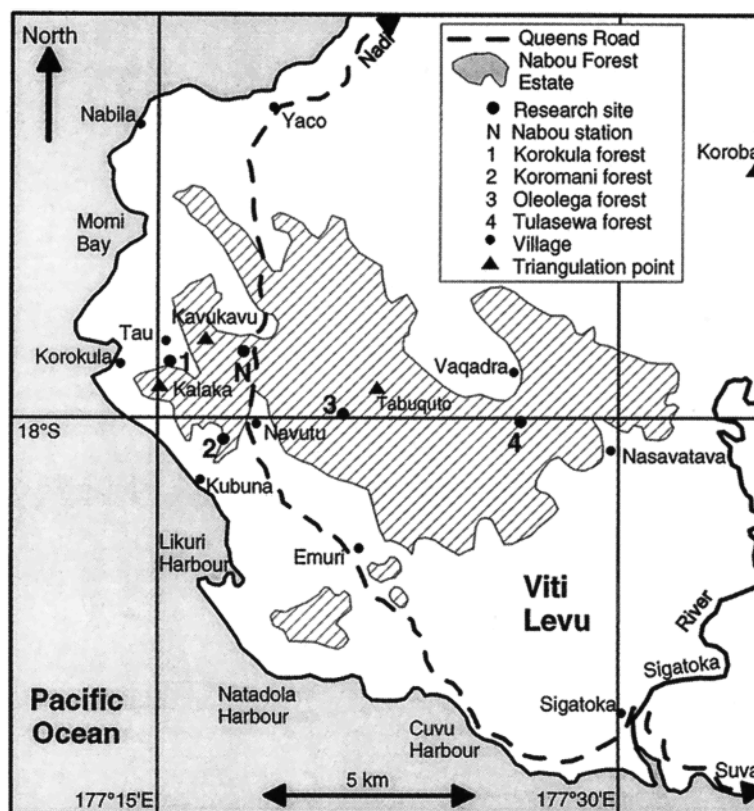 North
Nadi
Queens Road
Nabou Forest
Estate
Research site
N Nabou station
1 Korokula forest
2 Koromani forest
3 Oleolega forest
4 Tulasewa forest
Village
Triangulation point
Nabila
Yaco
Koroba
Momi
Bay
Tau
Kavukavu
Korokula
1
N
Kalaka
Vaqadra
3
Tabuquto
18°S
2
Navutu
4
Nasavatava
Kubuna
Likuri
Harbour
Emuri
Viti
Levu
River
Sigatoka
Pacific
Ocean
Natadola
Harbour
Cuvu
Harbour
Sigatoka
5 km
Suva
177°15'E
177°30'E